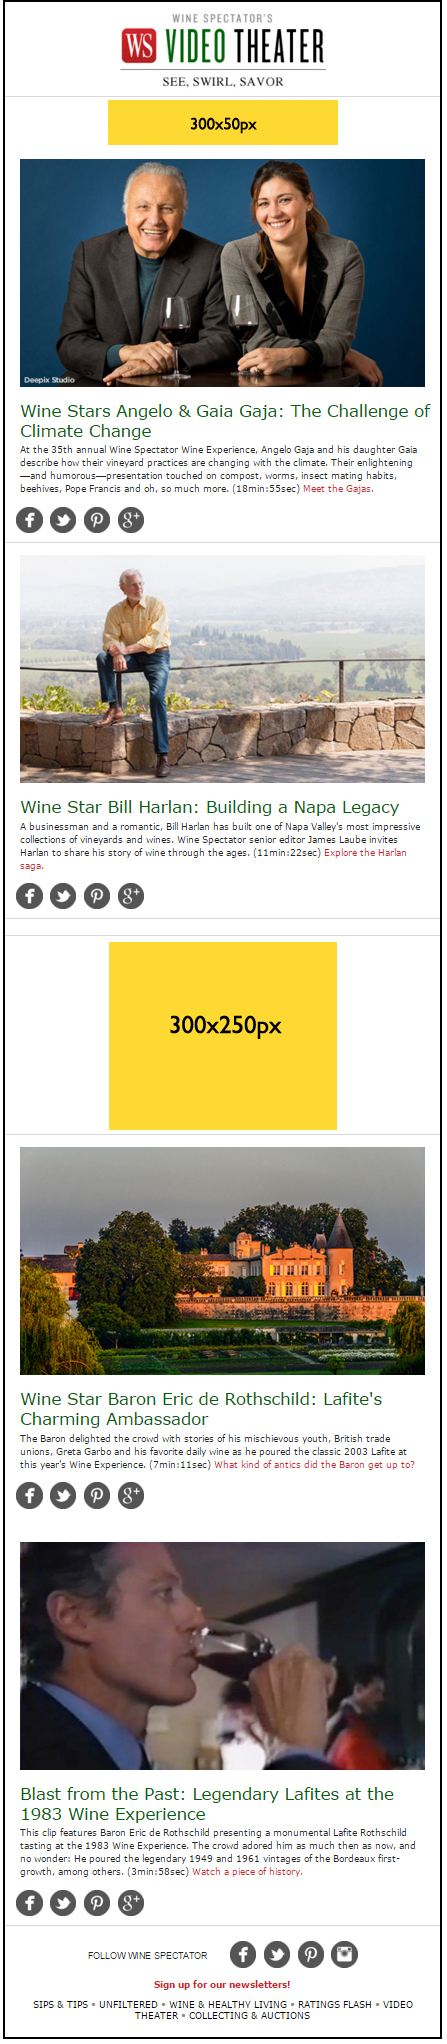 WINE SPECTATOR'S
WS VIDEO THEATER
SEE, SWIRL, SAVOR
300x50px
Deepix Studio
Wine Stars Angelo & Gaia Gaja: The Challenge of
Climate Change
At the 35th annual Wine Spectator Wine Experience, Angelo Gaja and his daughter Gaia
describe how their vineyard practices are changing with the climate. Their enlightening
—and humorous—presentation touched on compost, worms, insect mating habits,
beehives, Pope Francis and oh, so much more. (18min:55sec) Meet the Gajas.
Wine Star Bill Harlan: Building a Napa Legacy
A businessman and a romantic, Bill Harlan has built one of Napa Valley's most impressive
collections of vineyards and wines. Wine Spectator senior editor James Laube invites
Harlan to share his story of wine through the ages. (11min:22sec) Explore the Harlan
saga.
300x250px
Wine Star Baron Eric de Rothschild: Lafite's
Charming Ambassador
The Baron delighted the crowd with stories of his mischievous youth, British trade
unions, Greta Garbo and his favorite daily wine as he poured the classic 2003 Lafite at
this year's Wine Experience. (7min:11sec) What kind of antics did the Baron get up to?
Blast from the Past: Legendary Lafites at the
1983 Wine Experience
This clip features Baron Eric de Rothschild presenting a monumental Lafite Rothschild
tasting at the 1983 Wine Experience. The crowd adored him as much then as now, and
no wonder: He poured the legendary 1949 and 1961 vintages of the Bordeaux first-
growth, among others. (3min:58sec) Watch a piece of history.
FOLLOW WINE SPECTATOR
Sign up for our newsletters!
SIPS & TIPS • UNFILTERED • WINE & HEALTHY LIVING • RATINGS FLASH • VIDEO
THEATER • COLLECTING & AUCTIONS